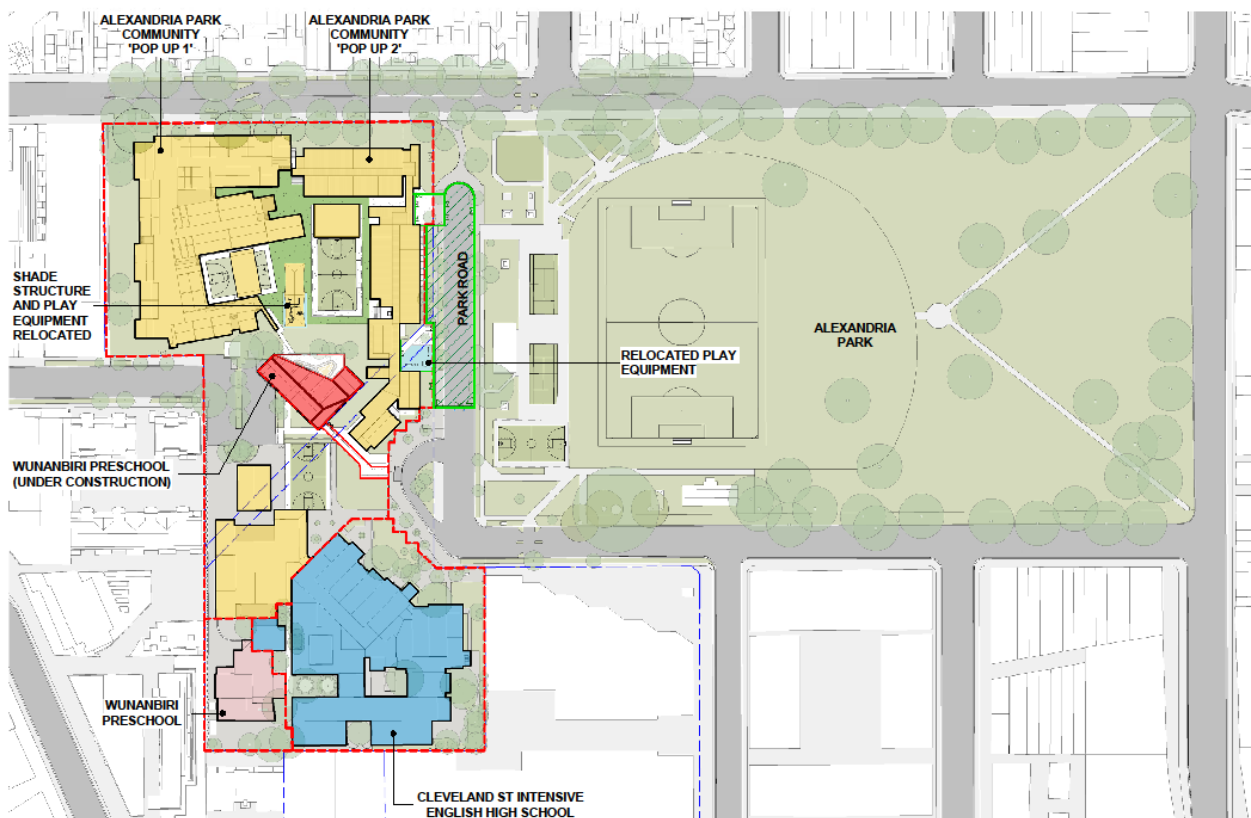 ALEXANDRIA PARK
COMMUNITY
'POP UP 1'
ALEXANDRIA PARK
COMMUNITY
'POP UP 2'
SHADE
STRUCTURE
AND PLAY
EQUIPMENT
RELOCATED
PARK ROAD
ALEXANDRIA
PARK
RELOCATED PLAY
EQUIPMENT
WUNANBIRI PRESCHOOL
(UNDER CONSTRUCTION)
WUNANBIRI
PRESCHOOL
CLEVELAND ST INTENSIVE
ENGLISH HIGH SCHOOL